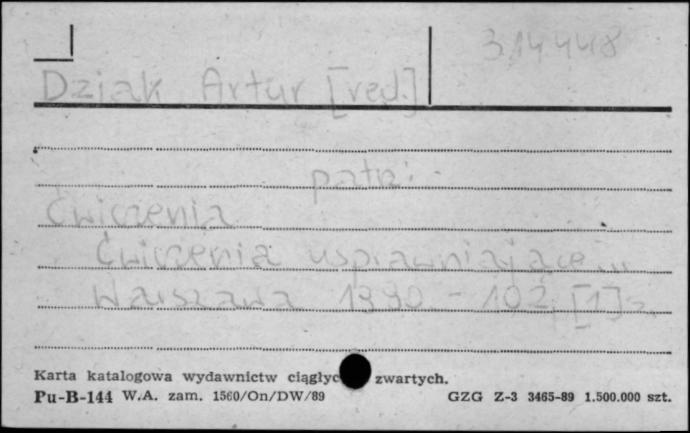 314448
Dziak Artur [red.]
patrz:
Ćwiczenia
Ćwiczenia usprawniające ...
Warszawa 1990 - 102, [1] s.
Karta katalogowa wydawnictw ciągłyc zwartych.
Pu-B-144 W.A. zam. 1560/On/DW/89 GZG Z-3 3465-89 1.500.000 szt.